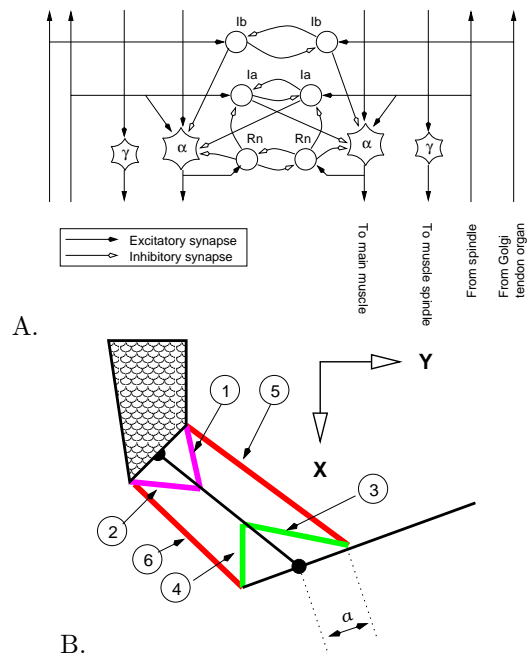 Ib Ib
Ia Ia
γ α Rn Rn α γ
Excitatory synapse
Inhibitory synapse
To main muscle
To muscle spindle
From spindle
From Golgi
tendon organ
A.
Y
X
1
5
3
2
6
4
a
B.